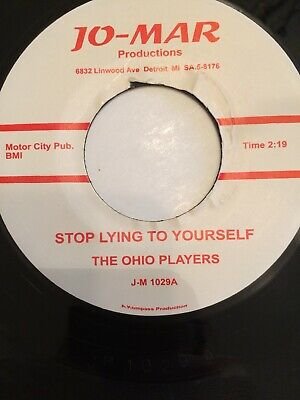 JO-MAR
Productions
6832 Linwood Ave Detroit Mi SA.5-8176
Motor City Pub.
BMI
Time 2:19
STOP LYING TO YOURSELF
THE OHIO PLAYERS
J-M 1029A
Production